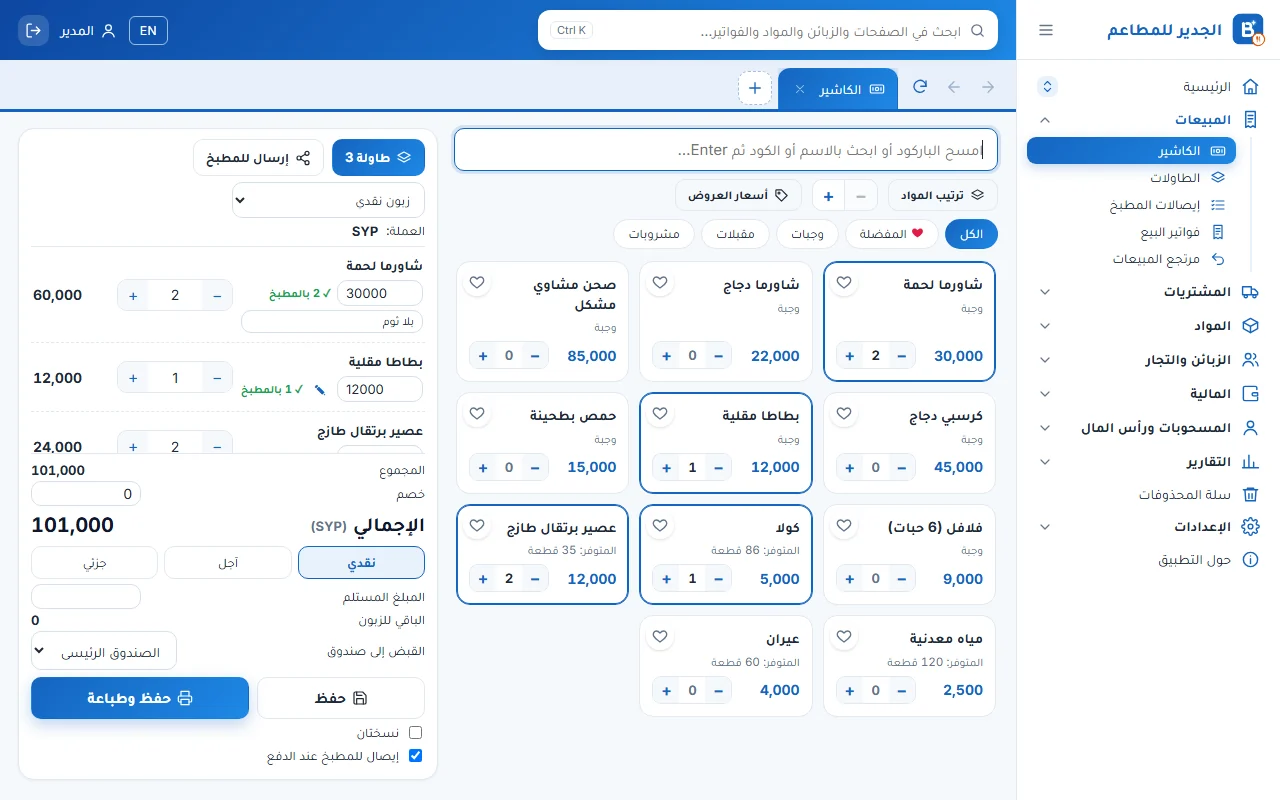 الجدير للمطاعم
ابحث في الصفحات والزبائن والمواد والفواتير...
Ctrl K
EN
المدير
الرئيسية
المبيعات
الكاشير
الطاولات
إيصالات المطبخ
فواتير البيع
مرتجع المبيعات
المشتريات
المواد
الزبائن والتجار
المالية
المسحوبات ورأس المال
التقارير
سلة المحذوفات
الإعدادات
حول التطبيق
الكاشير
امسح الباركود أو ابحث بالاسم أو الكود ثم Enter...
ترتيب المواد
− +
أسعار العروض
الكل
المفضلة
وجبات
مقبلات
مشروبات
شاورما لحمة
وجبة
30,000
− 2 +
شاورما دجاج
وجبة
22,000
− 0 +
صحن مشاوي
مشكل
وجبة
85,000
− 0 +
كرسبي دجاج
وجبة
45,000
− 0 +
بطاطا مقلية
وجبة
12,000
− 1 +
حمص بطحينة
وجبة
15,000
− 0 +
فلافل (6 حبات)
وجبة
9,000
− 0 +
كولا
المتوفر: 86 قطعة
5,000
− 1 +
عصير برتقال طازج
المتوفر: 35 قطعة
12,000
− 2 +
مياه معدنية
المتوفر: 120 قطعة
2,500
− 0 +
عيران
المتوفر: 60 قطعة
4,000
− 0 +
طاولة 3
إرسال للمطبخ
زبون نقدي
العملة: SYP
شاورما لحمة
30000
✓ 2 بالمطبخ
− 2 +
60,000
بلا ثوم
بطاطا مقلية
12000
✓ 1 بالمطبخ
− 1 +
12,000
عصير برتقال طازج
− 2 +
24,000
المجموع 101,000
خصم 0
الإجمالي (SYP) 101,000
نقدي
آجل
جزئي
المبلغ المستلم
الباقي للزبون 0
القبض إلى صندوق
الصندوق الرئيسي
حفظ
حفظ وطباعة
نسختان
إيصال للمطبخ عند الدفع